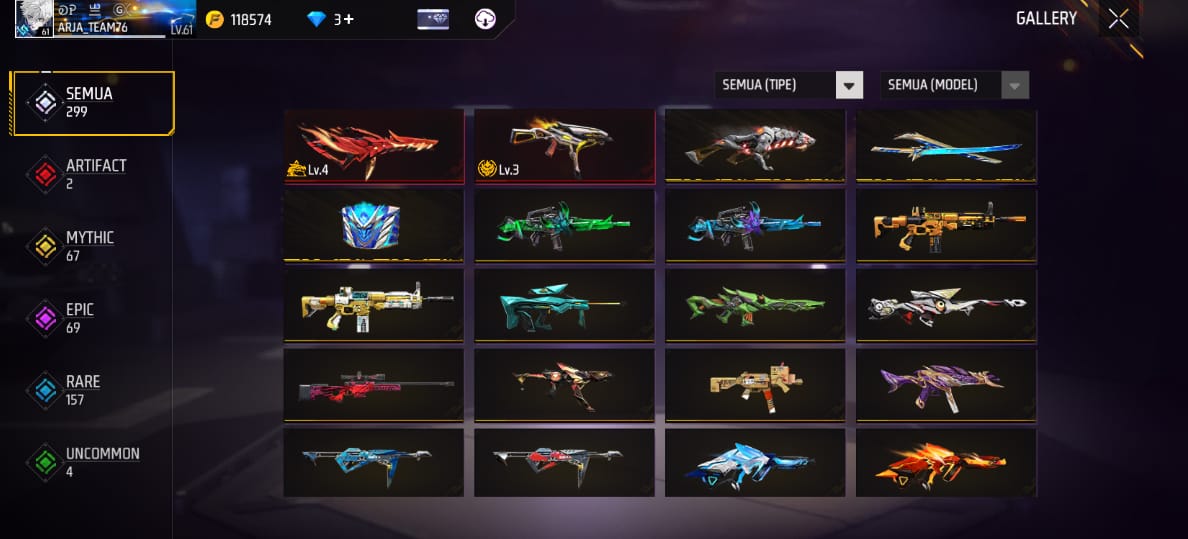 ARJA_TEAM76
LV.61
61
118574
3+
GALLERY
SEMUA (TIPE)
SEMUA (MODEL)
SEMUA
299
ARTIFACT
2
MYTHIC
67
EPIC
69
RARE
157
UNCOMMON
4
Lv.4
Lv.3